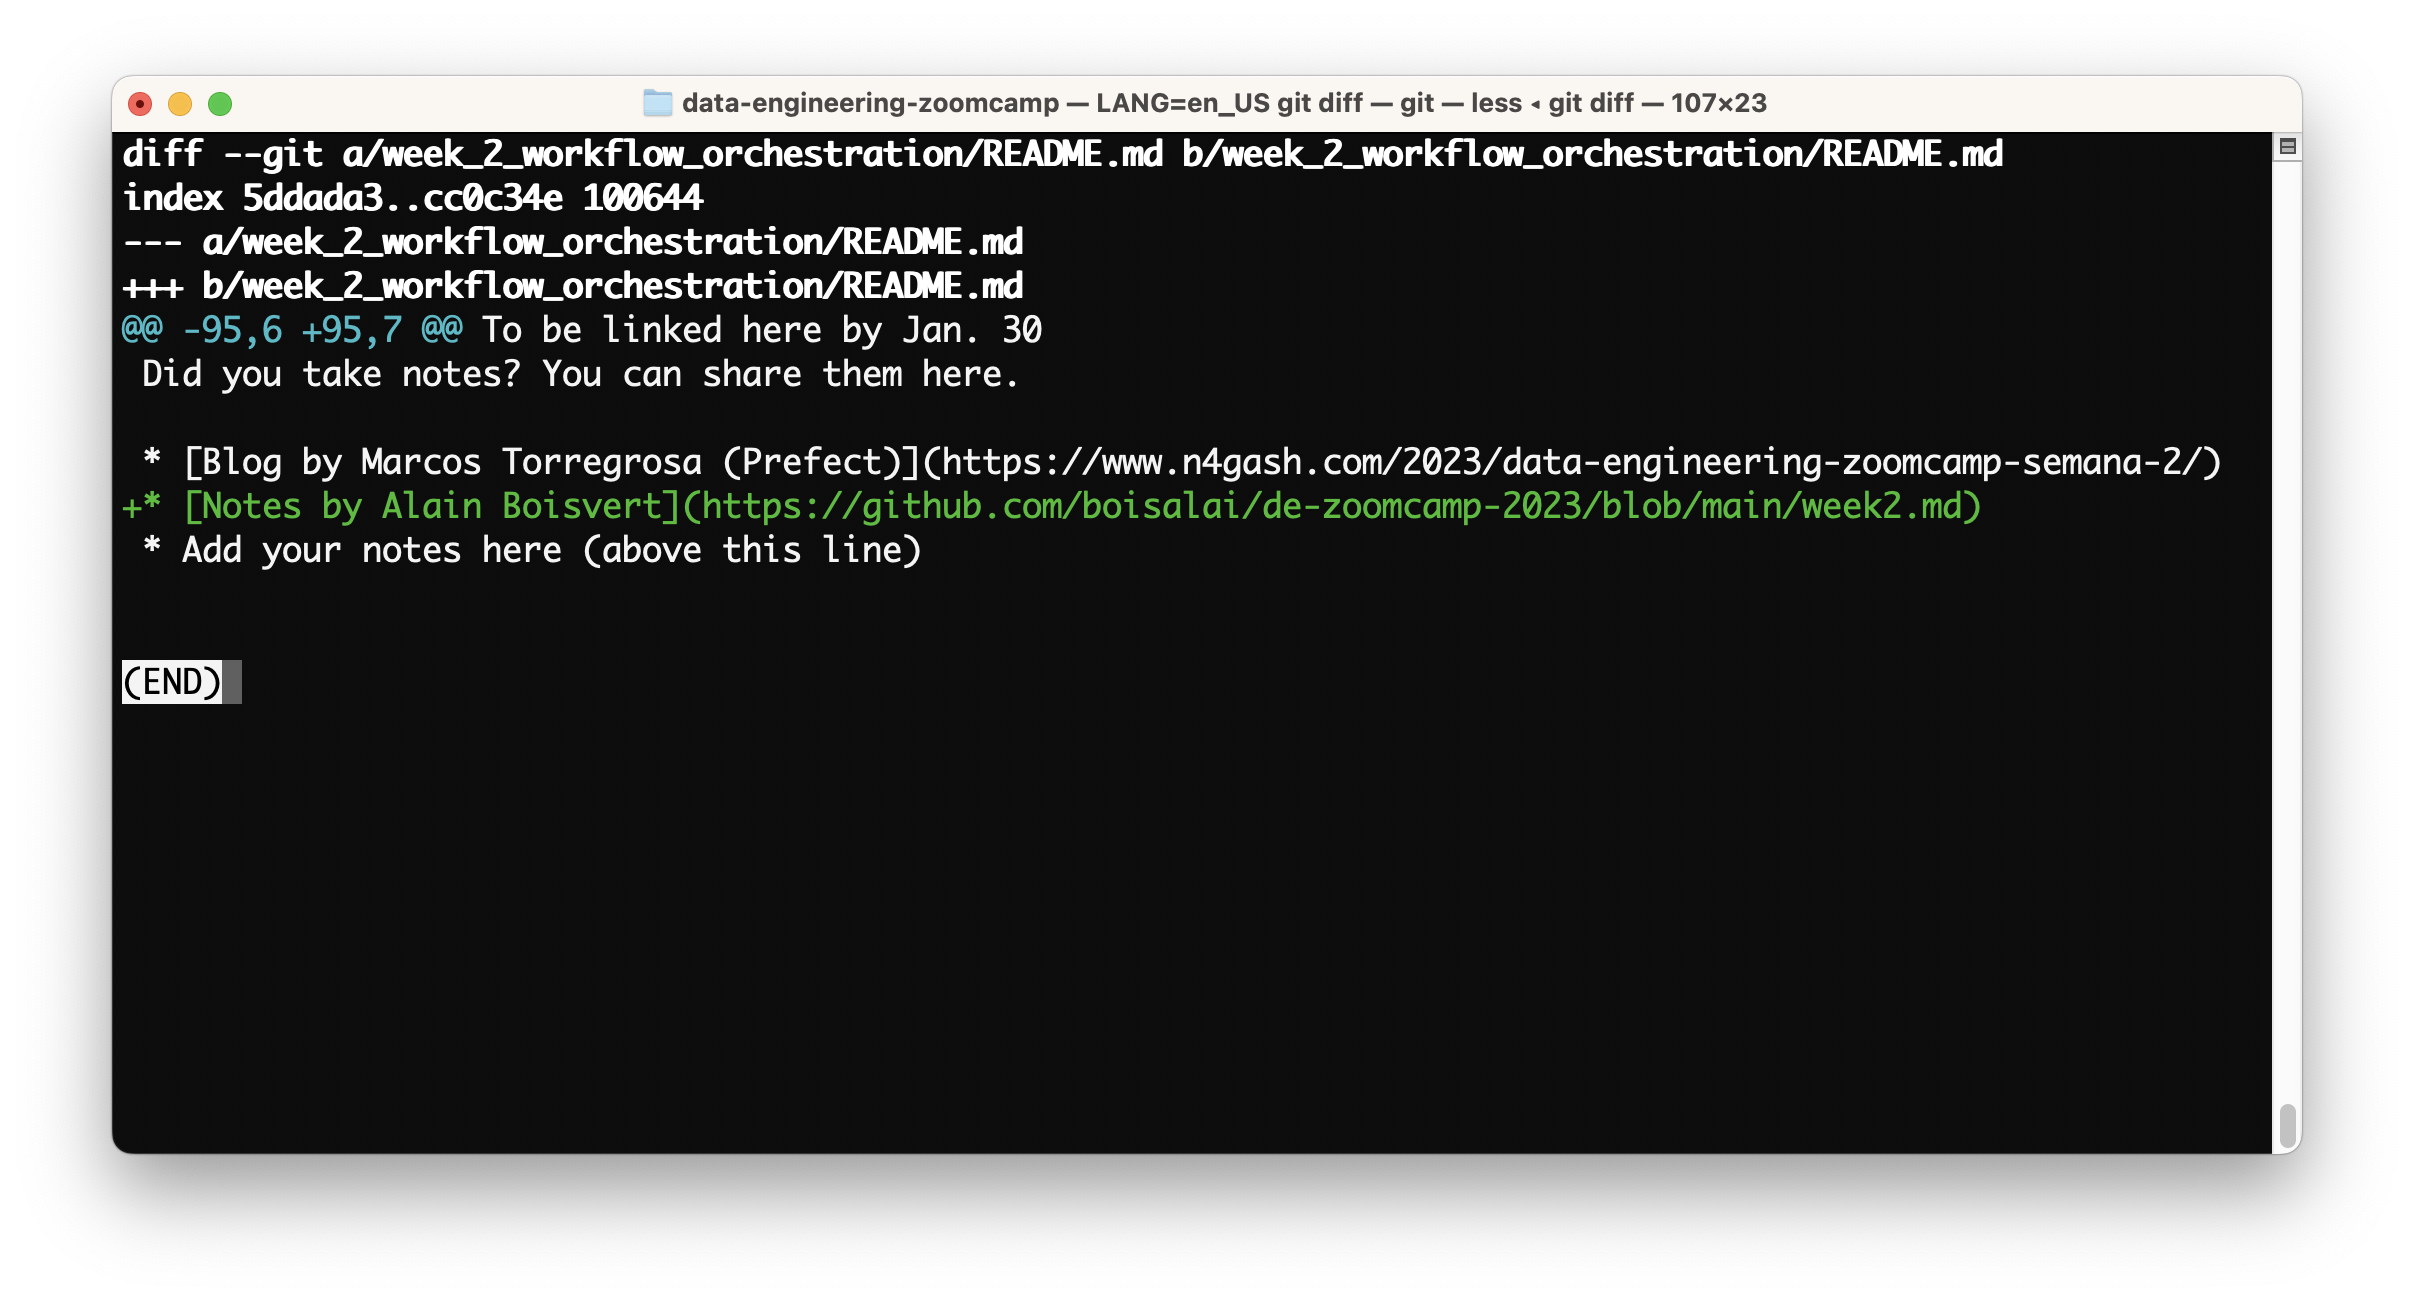 data-engineering-zoomcamp — LANG=en_US git diff — git — less ◂ git diff — 107×23
diff --git a/week_2_workflow_orchestration/README.md b/week_2_workflow_orchestration/README.md
index 5ddada3..cc0c34e 100644
--- a/week_2_workflow_orchestration/README.md
+++ b/week_2_workflow_orchestration/README.md
@@ -95,6 +95,7 @@ To be linked here by Jan. 30
 Did you take notes? You can share them here.
 * [Blog by Marcos Torregrosa (Prefect)](https://www.n4gash.com/2023/data-engineering-zoomcamp-semana-2/)
+* [Notes by Alain Boisvert](https://github.com/boisalai/de-zoomcamp-2023/blob/main/week2.md)
 * Add your notes here (above this line)
(END)